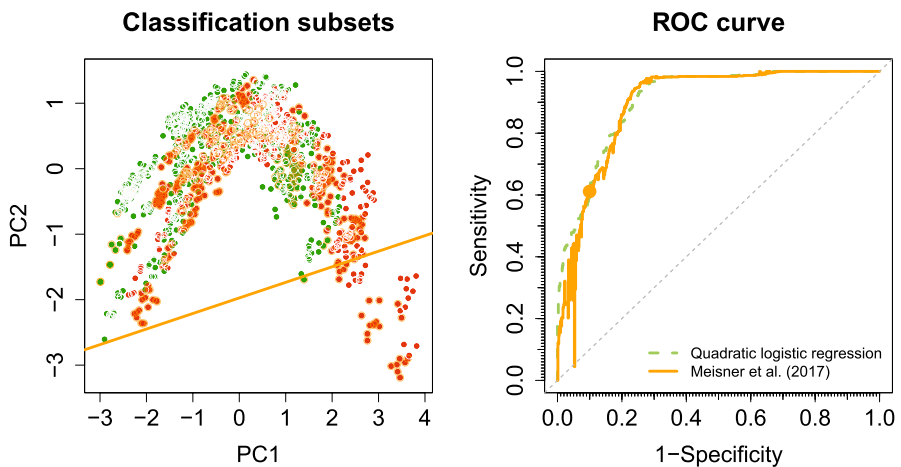 Classification subsets
ROC curve
PC2
1
0
−1
−2
−3
−3 −2 −1 0 1 2 3 4
PC1
Sensitivity
1.0
0.8
0.6
0.4
0.2
0.0
Quadratic logistic regression
Meisner et al. (2017)
0.0 0.2 0.4 0.6 0.8 1.0
1−Specificity